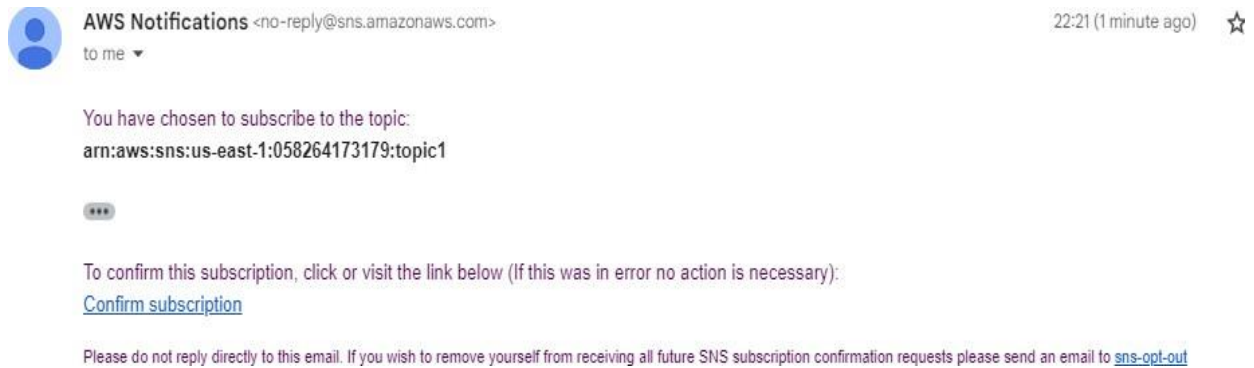 AWS Notifications <no-reply@sns.amazonaws.com> 22:21 (1 minute ago)
to me
You have chosen to subscribe to the topic:
arn:aws:sns:us-east-1:058264173179:topic1
To confirm this subscription, click or visit the link below (If this was in error no action is necessary):
Confirm subscription
Please do not reply directly to this email. If you wish to remove yourself from receiving all future SNS subscription confirmation requests please send an email to sns-opt-out